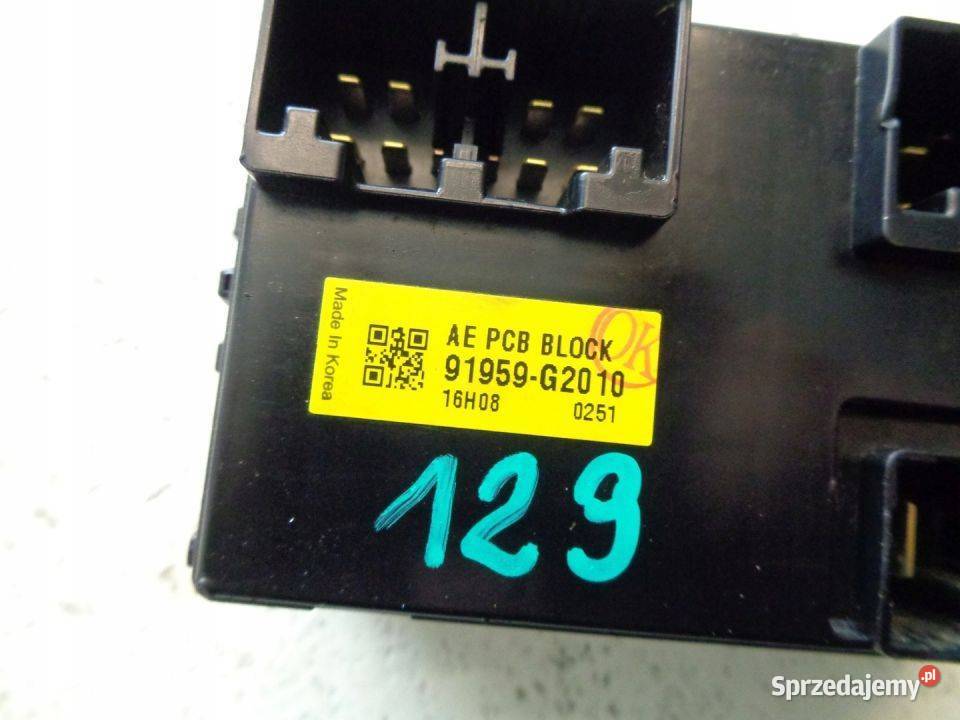 Made In Korea
AE PCB BLOCK
OK
91959-G2010
16H08 0251
129
Sprzedajemy.pl